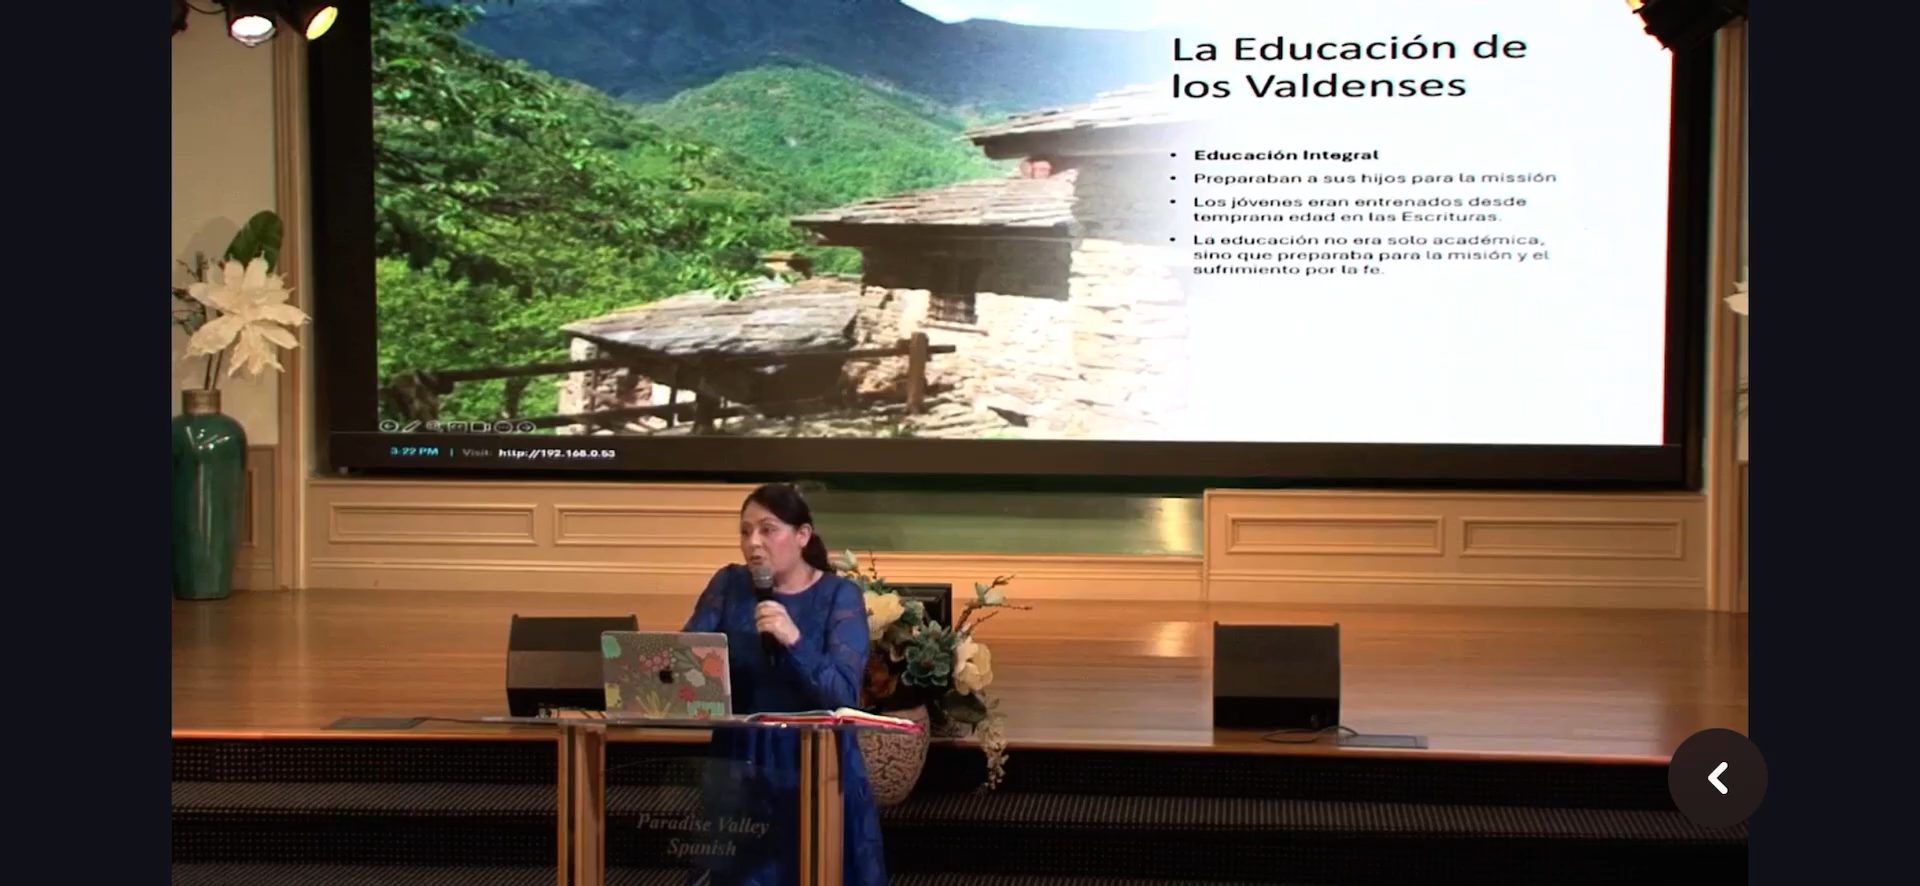 La Educación de
los Valdenses
• Educación Integral
• Preparaban a sus hijos para la missión
• Los jóvenes eran entrenados desde
temprana edad en las Escrituras.
• La educación no era solo académica,
sino que preparaba para la misión y el
sufrimiento por la fe.
3:22 PM | Visit: http://192.168.0.53
Paradise Valley
Spanish